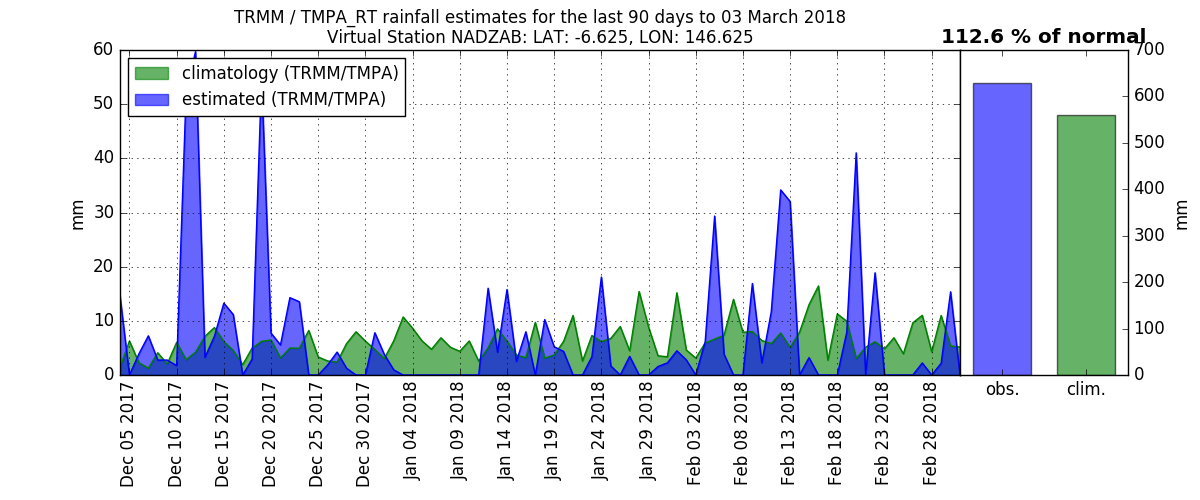 TRMM / TMPA_RT rainfall estimates for the last 90 days to 03 March 2018
Virtual Station NADZAB: LAT: -6.625, LON: 146.625
112.6 % of normal
climatology (TRMM/TMPA)
estimated (TRMM/TMPA)
mm
60
50
40
30
20
10
0
Dec 05 2017
Dec 10 2017
Dec 15 2017
Dec 20 2017
Dec 25 2017
Dec 30 2017
Jan 04 2018
Jan 09 2018
Jan 14 2018
Jan 19 2018
Jan 24 2018
Jan 29 2018
Feb 03 2018
Feb 08 2018
Feb 13 2018
Feb 18 2018
Feb 23 2018
Feb 28 2018
obs.
clim.
700
600
500
400
300
200
100
0
mm